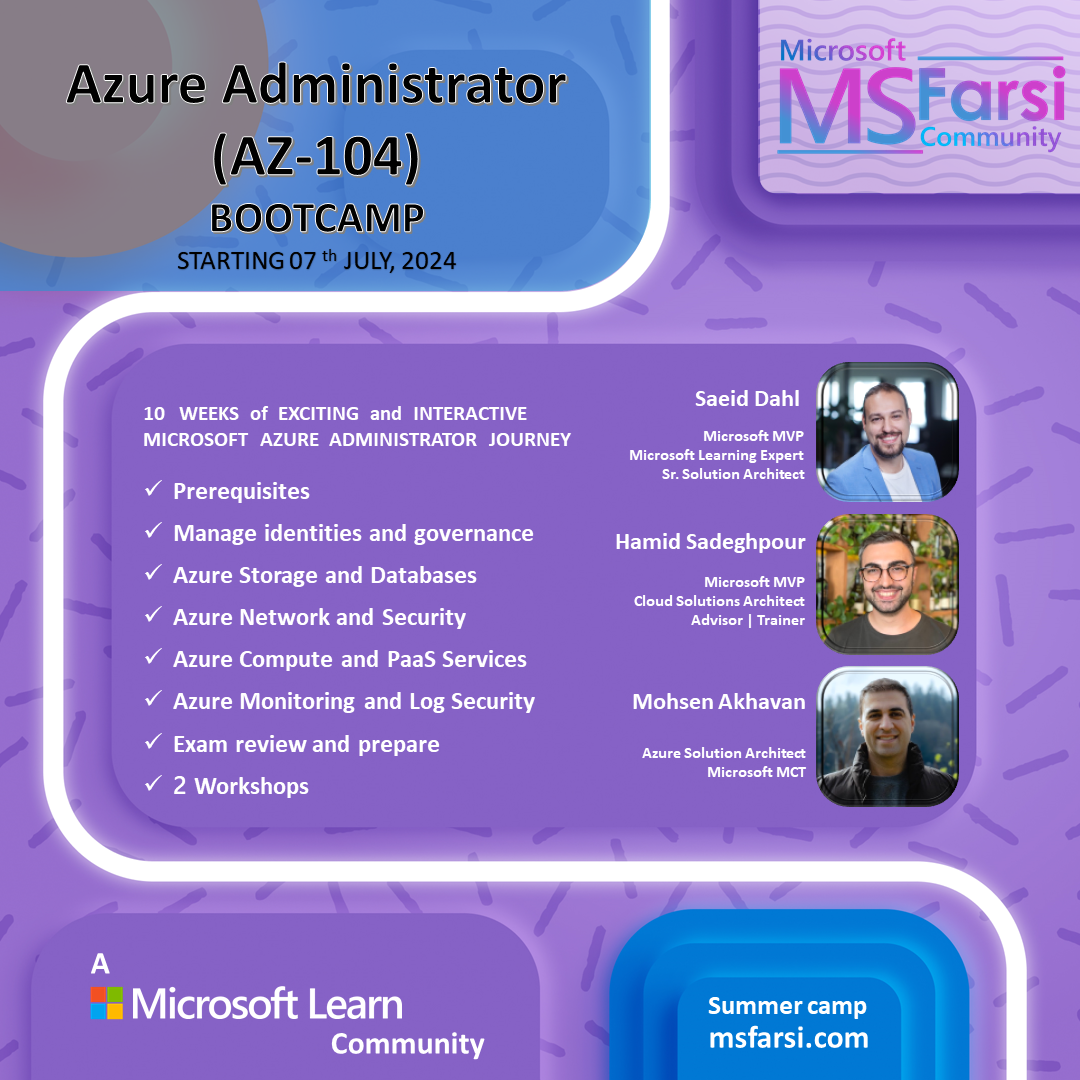 Azure Administrator
(AZ-104)
BOOTCAMP
STARTING 07 th JULY, 2024
Microsoft
MSFarsi
Community
10 WEEKS of EXCITING and INTERACTIVE
MICROSOFT AZURE ADMINISTRATOR JOURNEY
✓ Prerequisites
✓ Manage identities and governance
✓ Azure Storage and Databases
✓ Azure Network and Security
✓ Azure Compute and PaaS Services
✓ Azure Monitoring and Log Security
✓ Exam review and prepare
✓ 2 Workshops
Saeid Dahl
Microsoft MVP
Microsoft Learning Expert
Sr. Solution Architect
Hamid Sadeghpour
Microsoft MVP
Cloud Solutions Architect
Advisor | Trainer
Mohsen Akhavan
Azure Solution Architect
Microsoft MCT
A
Microsoft Learn
Community
Summer camp
msfarsi.com